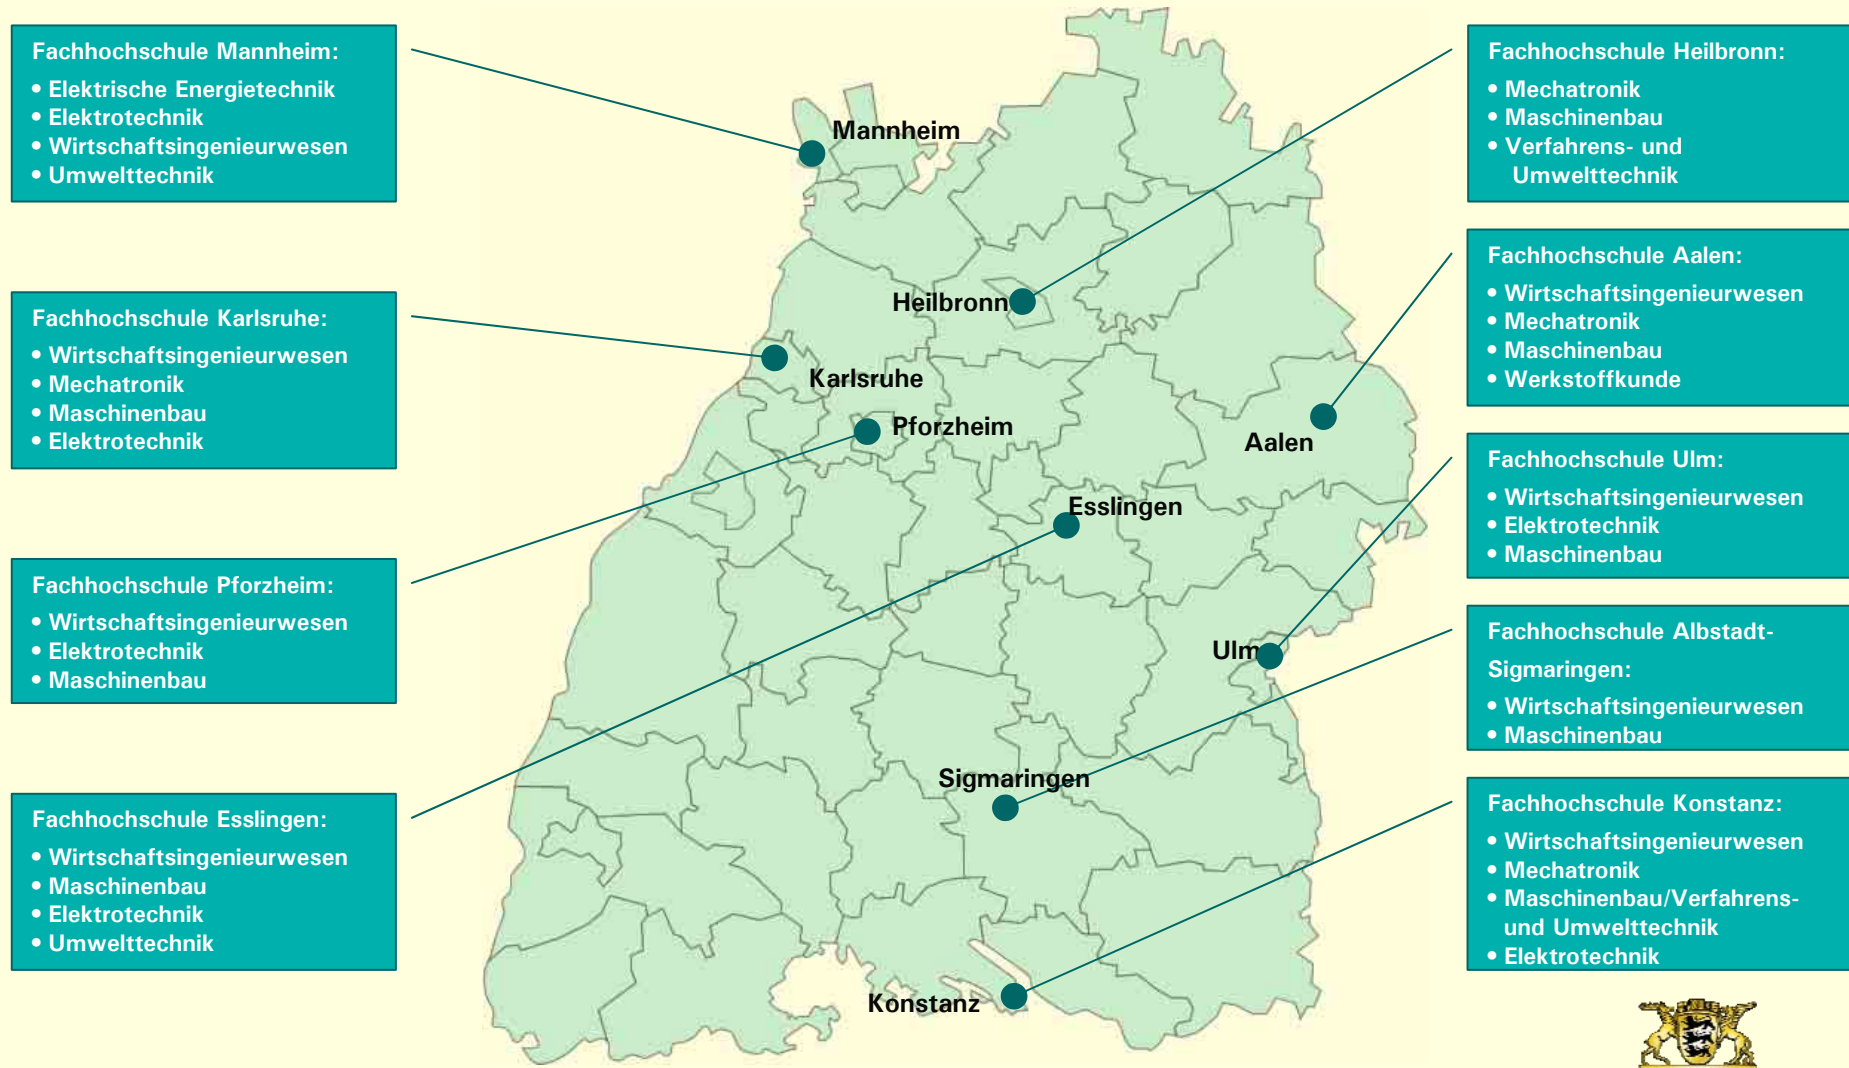 Fachhochschule Mannheim:
• Elektrische Energietechnik
• Elektrotechnik
• Wirtschaftsingenieurwesen
• Umwelttechnik
Fachhochschule Karlsruhe:
• Wirtschaftsingenieurwesen
• Mechatronik
• Maschinenbau
• Elektrotechnik
Fachhochschule Pforzheim:
• Wirtschaftsingenieurwesen
• Elektrotechnik
• Maschinenbau
Fachhochschule Esslingen:
• Wirtschaftsingenieurwesen
• Maschinenbau
• Elektrotechnik
• Umwelttechnik
Mannheim
Heilbronn
Karlsruhe
Pforzheim
Aalen
Esslingen
Ulm
Sigmaringen
Konstanz
Fachhochschule Heilbronn:
• Mechatronik
• Maschinenbau
• Verfahrens- und
Umwelttechnik
Fachhochschule Aalen:
• Wirtschaftsingenieurwesen
• Mechatronik
• Maschinenbau
• Werkstoffkunde
Fachhochschule Ulm:
• Wirtschaftsingenieurwesen
• Elektrotechnik
• Maschinenbau
Fachhochschule Albstadt-
Sigmaringen:
• Wirtschaftsingenieurwesen
• Maschinenbau
Fachhochschule Konstanz:
• Wirtschaftsingenieurwesen
• Mechatronik
• Maschinenbau/Verfahrens-
und Umwelttechnik
• Elektrotechnik